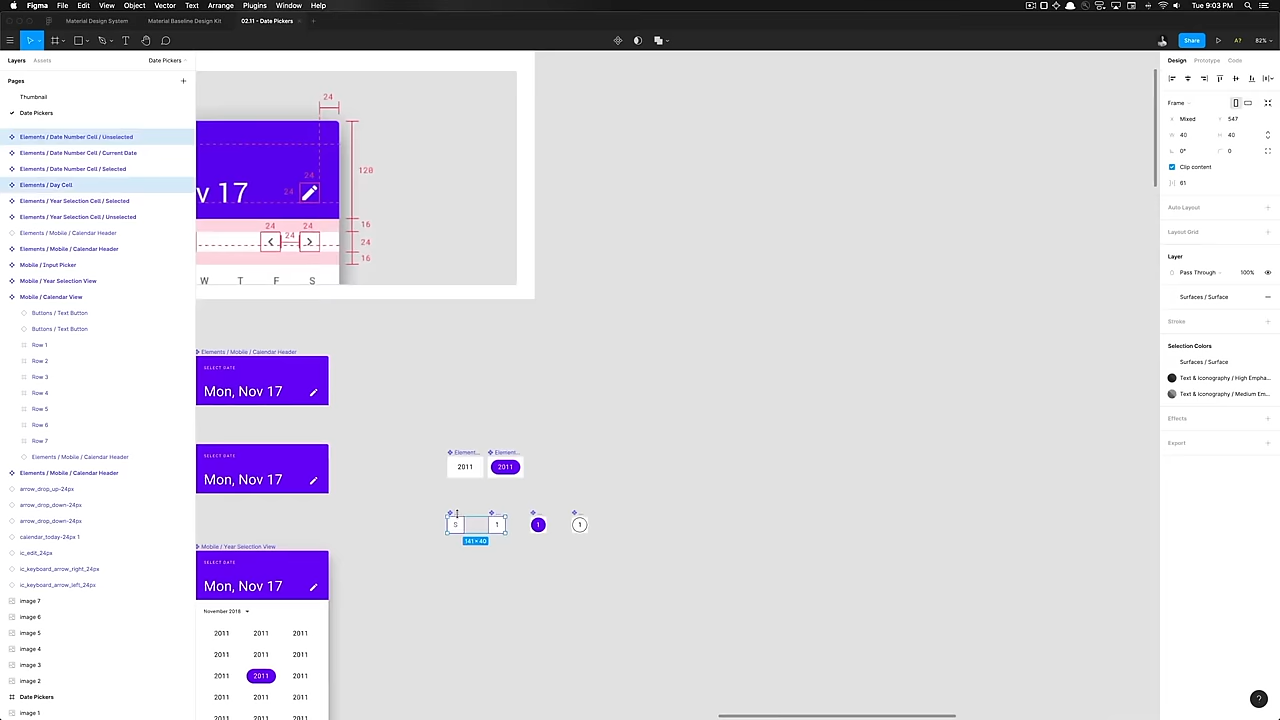 Figma File Edit View Object Vector Text Arrange Plugins Window Help
Tue 9:03 PM
Material Design System
Material Baseline Design Kit
02.11 - Date Pickers
Share
A?
82%
Layers
Assets
Date Pickers
Pages
Thumbnail
Date Pickers
Elements / Date Number Cell / Unselected
Elements / Date Number Cell / Current Date
Elements / Date Number Cell / Selected
Elements / Day Cell
Elements / Year Selection Cell / Selected
Elements / Year Selection Cell / Unselected
Elements / Mobile / Calendar Header
Elements / Mobile / Calendar Header
Mobile / Input Picker
Mobile / Year Selection View
Mobile / Calendar View
Buttons / Text Button
Buttons / Text Button
Row 1
Row 2
Row 3
Row 4
Row 5
Row 6
Row 7
Elements / Mobile / Calendar Header
Elements / Mobile / Calendar Header
arrow_drop_up-24px
arrow_drop_down-24px
arrow_drop_down-24px
calendar_today-24px 1
ic_edit_24px
ic_keyboard_arrow_right_24px
ic_keyboard_arrow_left_24px
image 7
image 6
image 5
image 4
image 3
image 2
Date Pickers
image 1
24
24
24
128
v 17
24 24
24
16
24
16
W T F S
Elements / Mobile / Calendar Header
SELECT DATE
Mon, Nov 17
SELECT DATE
Mon, Nov 17
Element...
Element...
2011
2011
S
1
1
1
141 × 40
Mobile / Year Selection View
SELECT DATE
Mon, Nov 17
November 2018
2011 2011 2011
2011 2011 2011
2011 2011 2011
2011 2011 2011
2011 2011 2011
Design
Prototype
Code
Frame
X Mixed
Y 547
W 40
H 40
0°
0
Clip content
61
Auto Layout
Layout Grid
Layer
Pass Through
100%
Surfaces / Surface
Stroke
Selection Colors
Surfaces / Surface
Text & Iconography / High Empha...
Text & Iconography / Medium Em...
Effects
Export
?